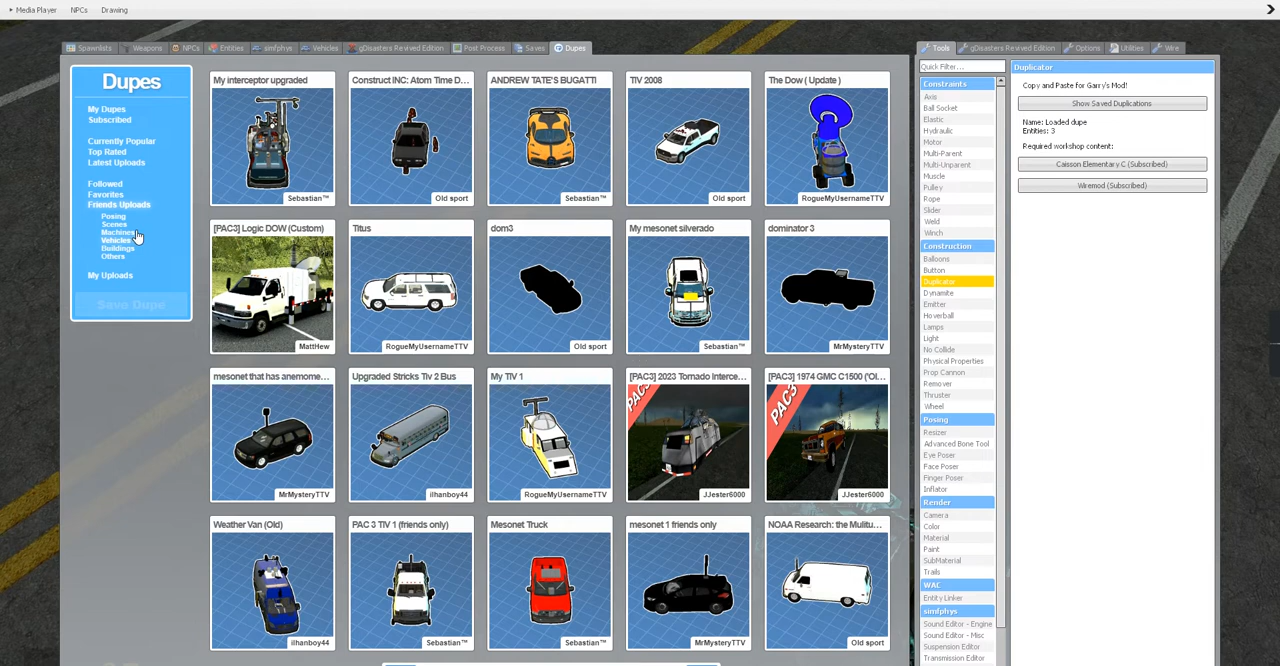 Media Player NPCs Drawing
Spawnlists Weapons NPCs Entities simfphys Vehicles gDisasters Revived Edition Post Process Saves Dupes
Dupes
My Dupes
Subscribed
Currently Popular
Top Rated
Latest Uploads
Followed
Favorites
Friends Uploads
Posing
Scenes
Machines
Vehicles
Buildings
Others
My Uploads
Save Dupe
My interceptor upgraded
Sebastian™
Construct INC: Atom Time D...
Old sport
ANDREW TATE'S BUGATTI
Sebastian™
TIV 2008
Old sport
The Dow ( Update )
RogueMyUsernameTTV
[PAC3] Logic DOW (Custom)
MattHew
Titus
RogueMyUsernameTTV
dom3
Old sport
My mesonet silverado
Sebastian™
dominator 3
MrMysteryTTV
mesonet that has anemome...
MrMysteryTTV
Upgraded Stricks Tiv 2 Bus
ilhanboy44
My TIV 1
RogueMyUsernameTTV
[PAC3] 2023 Tornado Interce...
PAC3
JJester6000
[PAC3] 1974 GMC C1500 ('Ol...
PAC3
JJester6000
Weather Van (Old)
ilhanboy44
PAC 3 TIV 1 (friends only)
Sebastian™
Mesonet Truck
Sebastian™
mesonet 1 friends only
MrMysteryTTV
NOAA Research: the Mulitu...
Old sport
Tools gDisasters Revived Edition Options Utilities Wire
Quick Filter...
Constraints
Axis
Ball Socket
Elastic
Hydraulic
Motor
Multi-Parent
Multi-Unparent
Muscle
Pulley
Rope
Slider
Weld
Winch
Construction
Balloons
Button
Duplicator
Dynamite
Emitter
Hoverball
Lamps
Light
No Collide
Physical Properties
Prop Cannon
Remover
Thruster
Wheel
Posing
Resizer
Advanced Bone Tool
Eye Poser
Face Poser
Finger Poser
Inflator
Render
Camera
Color
Material
Paint
SubMaterial
Trails
WAC
Entity Linker
simfphys
Sound Editor - Engine
Sound Editor - Misc
Suspension Editor
Transmission Editor
Duplicator
Copy and Paste for Garry's Mod!
Show Saved Duplications
Name: Loaded dupe
Entities: 3
Required workshop content:
Caisson Elementary C (Subscribed)
Wiremod (Subscribed)